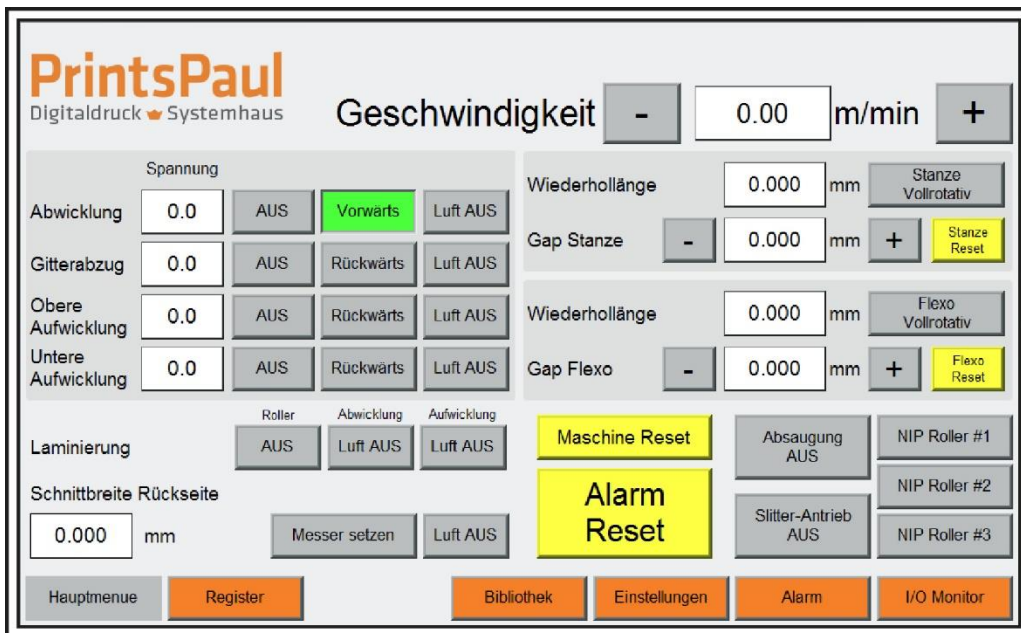 PrintsPaul
Digitaldruck Systemhaus
Geschwindigkeit - 0.00 m/min +
Spannung
Abwicklung 0.0 AUS Vorwärts Luft AUS
Gitterabzug 0.0 AUS Rückwärts Luft AUS
Obere
Aufwicklung 0.0 AUS Rückwärts Luft AUS
Untere
Aufwicklung 0.0 AUS Rückwärts Luft AUS
Wiederhollänge 0.000 mm Stanze
Vollrotativ
Gap Stanze - 0.000 mm + Stanze
Reset
Wiederhollänge 0.000 mm Flexo
Vollrotativ
Gap Flexo - 0.000 mm + Flexo
Reset
Roller Abwicklung Aufwicklung
Laminierung AUS Luft AUS Luft AUS
Schnittbreite Rückseite
0.000 mm Messer setzen Luft AUS
Maschine Reset
Alarm
Reset
Absaugung
AUS
Slitter-Antrieb
AUS
NIP Roller #1
NIP Roller #2
NIP Roller #3
Hauptmenue Register Bibliothek Einstellungen Alarm I/O Monitor